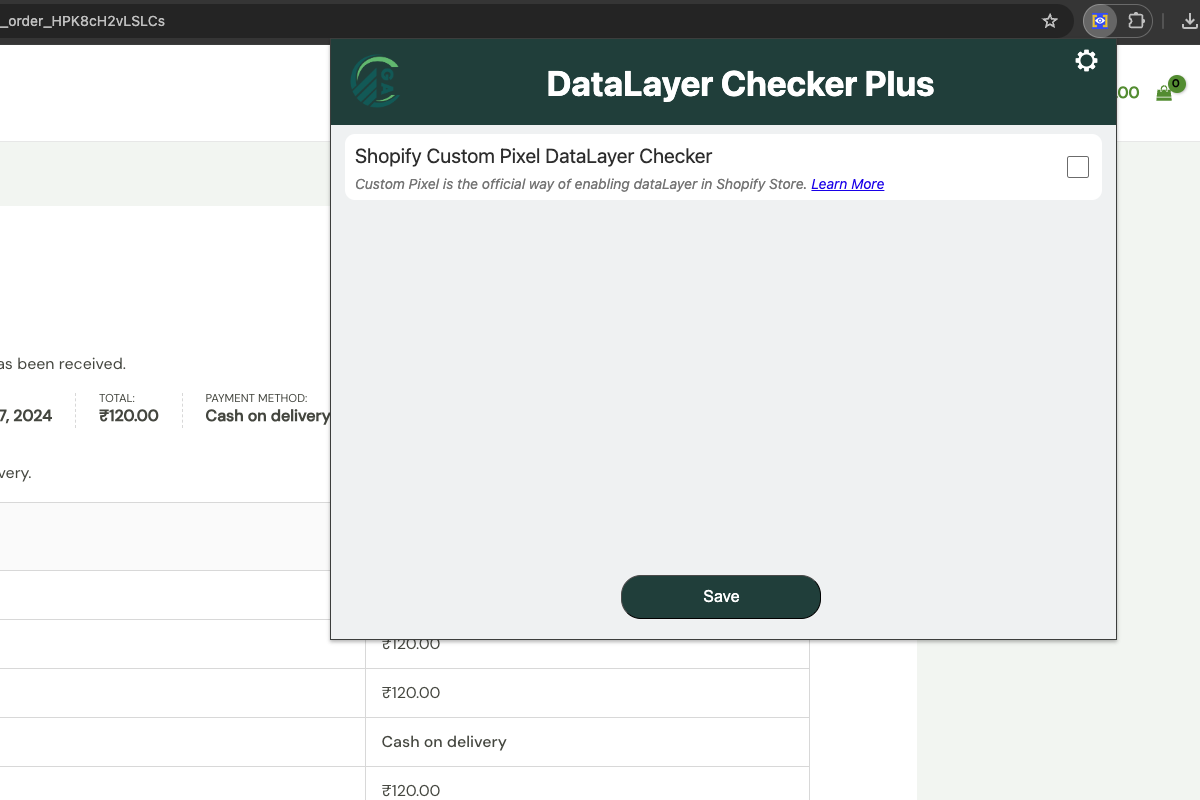 _order_HPK8cH2vLSLCs
DataLayer Checker Plus
.00
0
Shopify Custom Pixel DataLayer Checker
Custom Pixel is the official way of enabling dataLayer in Shopify Store. Learn More
as been received.
TOTAL:
PAYMENT METHOD:
7, 2024
₹120.00
Cash on delivery
very.
Save
₹120.00
₹120.00
Cash on delivery
₹120.00